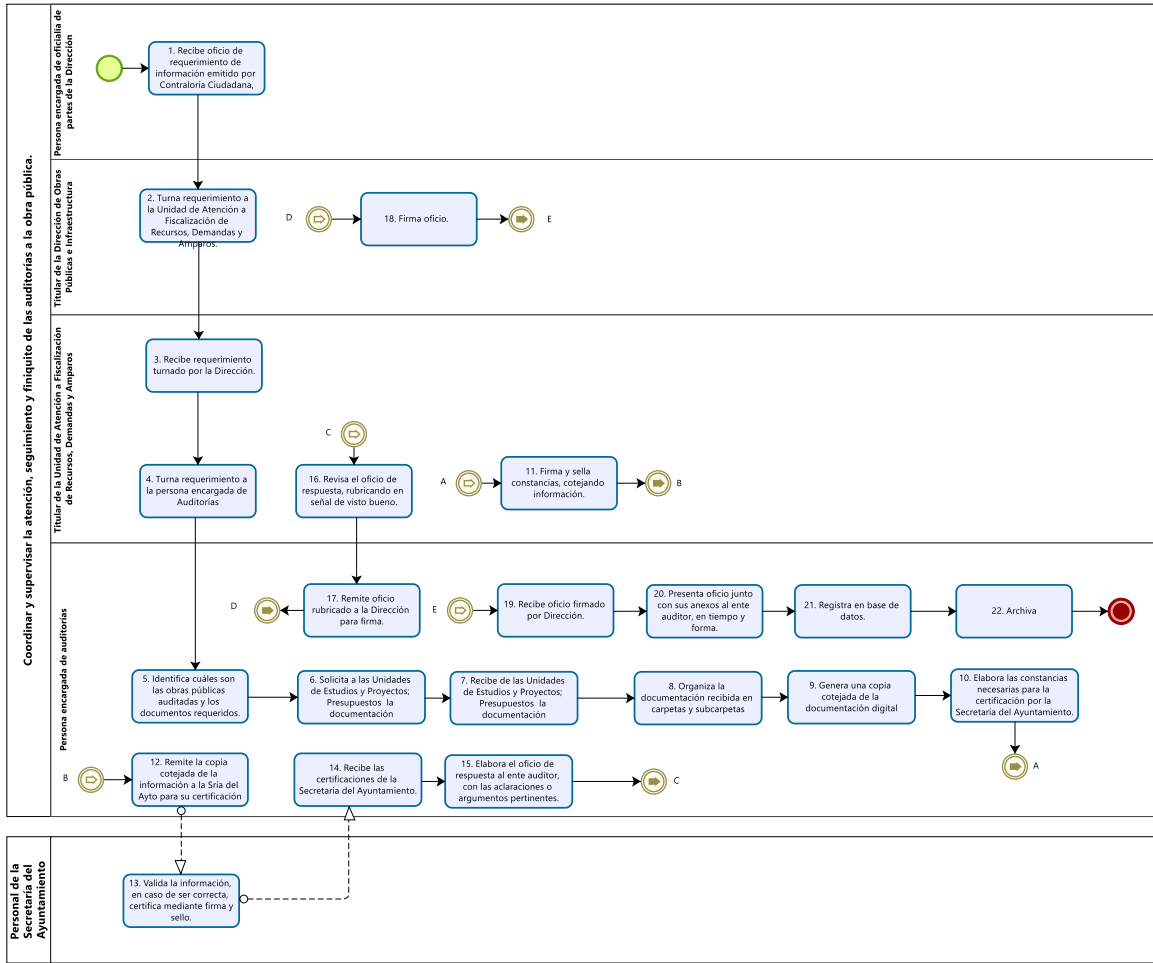 Coordinar y supervisar la atención, seguimiento y finiquito de las auditorías a la obra pública.
Persona encargada de oficialía de
partes de la Dirección
1. Recibe oficio de
requerimiento de
información emitido por
Contraloría Ciudadana,
Titular de la Dirección de Obras
Públicas e Infraestructura
2. Turna requerimiento a
la Unidad de Atención a
Fiscalización de
Recursos, Demandas y
Amparos.
D
18. Firma oficio.
E
Titular de la Unidad de Atención a Fiscalización
de Recursos, Demandas y Amparos
3. Recibe requerimiento
turnado por la Dirección.
C
4. Turna requerimiento a
la persona encargada de
Auditorías
16. Revisa el oficio de
respuesta, rubricando en
señal de visto bueno.
A
11. Firma y sella
constancias, cotejando
información.
B
Persona encargada de auditorías
D
17. Remite oficio
rubricado a la Dirección
para firma.
E
19. Recibe oficio firmado
por Dirección.
20. Presenta oficio junto
con sus anexos al ente
auditor, en tiempo y
forma.
21. Registra en base de
datos.
22. Archiva
5. Identifica cuáles son
las obras públicas
auditadas y los
documentos requeridos.
6. Solicita a las Unidades
de Estudios y Proyectos;
Presupuestos la
documentación
7. Recibe de las Unidades
de Estudios y Proyectos;
Presupuestos la
documentación
8. Organiza la
documentación recibida en
carpetas y subcarpetas
9. Genera una copia
cotejada de la
documentación digital
10. Elabora las constancias
necesarias para la
certificación por la
Secretaría del Ayuntamiento.
A
B
12. Remite la copia
cotejada de la
información a la Sria del
Ayto para su certificación
14. Recibe las
certificaciones de la
Secretaria del Ayuntamiento.
15. Elabora el oficio de
respuesta al ente auditor,
con las aclaraciones o
argumentos pertinentes.
C
Personal de la
Secretaría del
Ayuntamiento
13. Valida la información,
en caso de ser correcta,
certifica mediante firma y
sello.